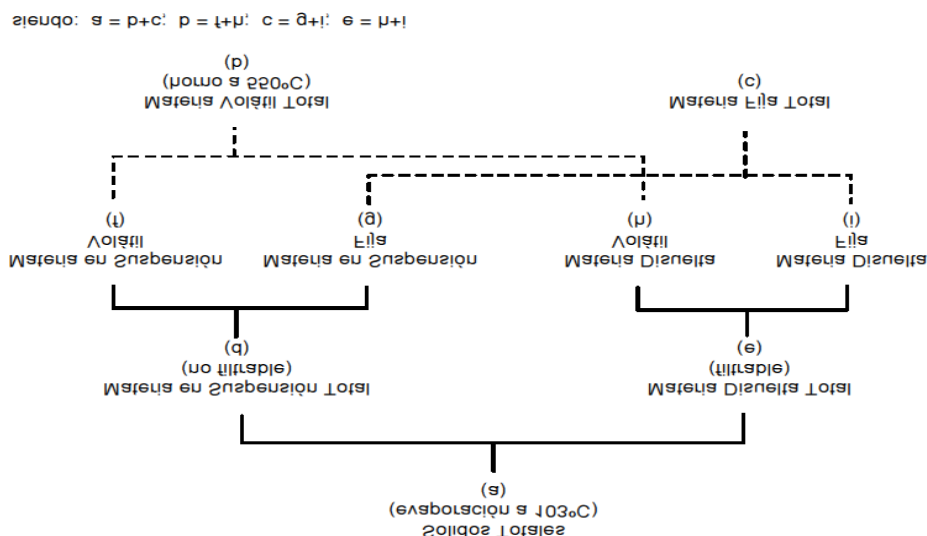 Sólidos Totales
(evaporación a 103ºC)
(a)
Materia en Suspensión Total
(no filtrable)
(d)
Materia Disuelta Total
(filtrable)
(e)
Materia en Suspensión
Volátil
(f)
Materia en Suspensión
Fija
(g)
Materia Disuelta
Volátil
(h)
Materia Disuelta
Fija
(i)
Materia Volátil Total
(horno a 550ºC)
(b)
Materia Fija Total
(c)
siendo: a = b+c; b = f+h; c = g+i; e = h+i